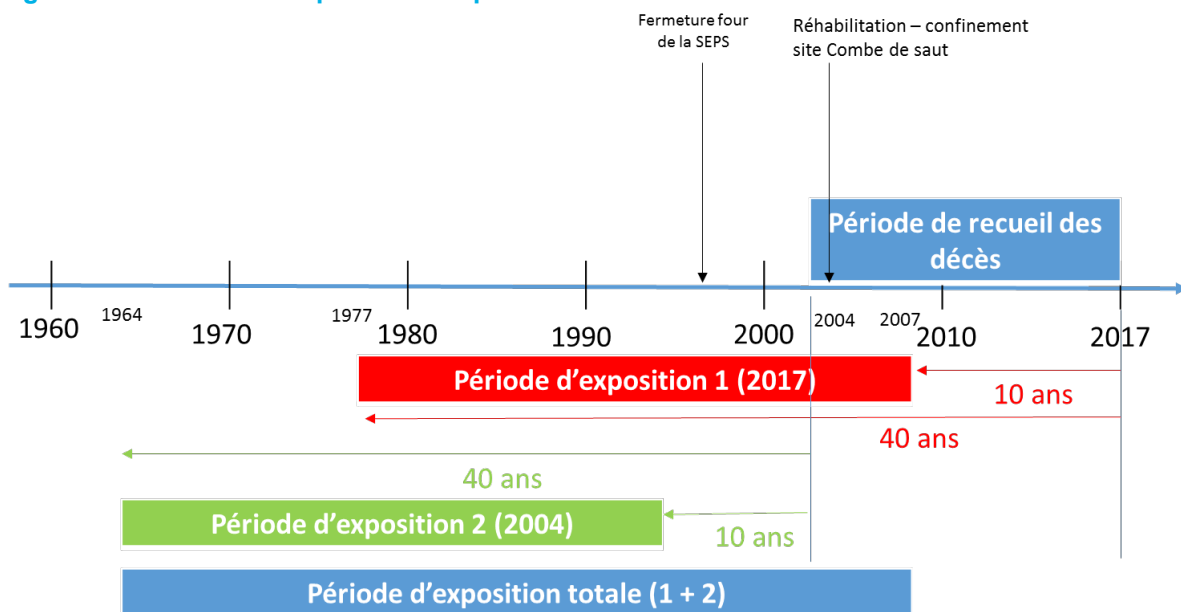 Fermeture four
de la SEPS
Réhabilitation – confinement
site Combe de saut
Période de recueil des
décès
1960
1964
1970
1977
1980
1990
2000
2004
2007
2010
2017
Période d'exposition 1 (2017)
10 ans
40 ans
40 ans
Période d'exposition 2 (2004)
10 ans
Période d'exposition totale (1 + 2)